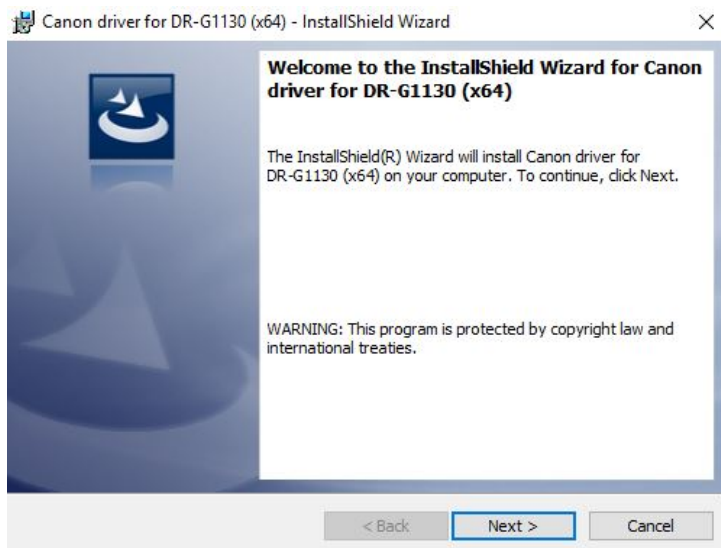 Canon driver for DR-G1130 (x64) - InstallShield Wizard
Welcome to the InstallShield Wizard for Canon
driver for DR-G1130 (x64)
The InstallShield(R) Wizard will install Canon driver for
DR-G1130 (x64) on your computer. To continue, click Next.
WARNING: This program is protected by copyright law and
international treaties.
< Back
Next >
Cancel